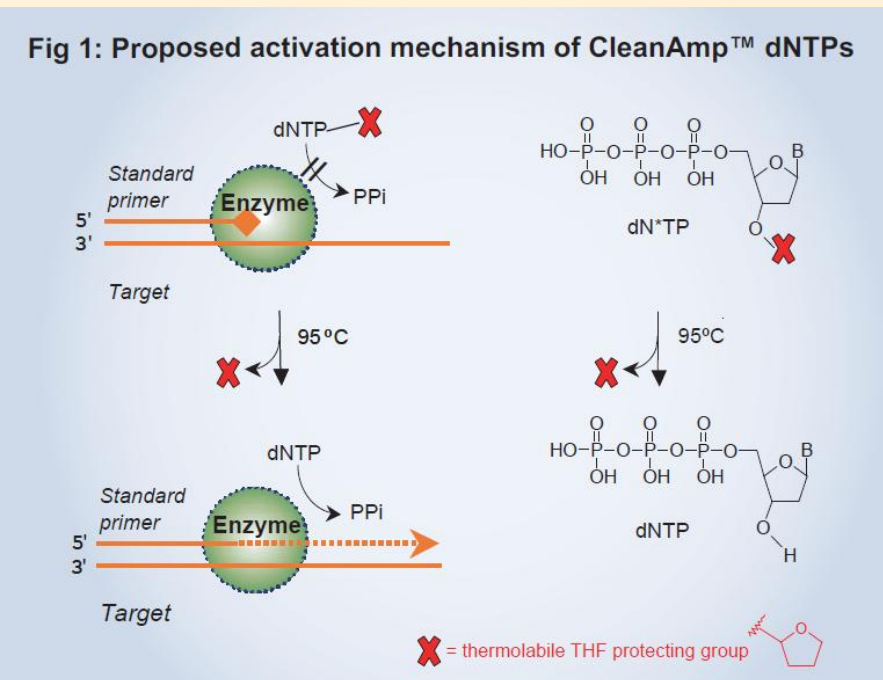 Fig 1: Proposed activation mechanism of CleanAmp™ dNTPs
dNTP
PPi
Standard
primer
Enzyme
5'
3'
Target
95ºC
dNTP
PPi
Standard
primer
Enzyme
5'
3'
Target
O O O
HO-P-O-P-O-P-O
OH OH OH
O B
O
dN*TP
95ºC
O O O
HO-P-O-P-O-P-O
OH OH OH
O B
O
H
dNTP
= thermolabile THF protecting group
O